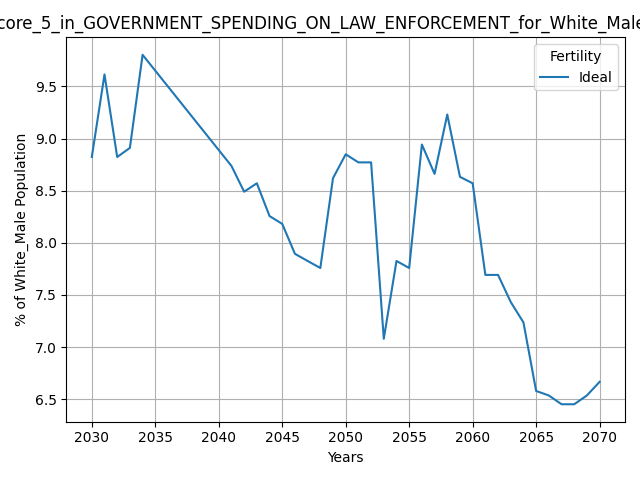 core_5_in_GOVERNMENT_SPENDING_ON_LAW_ENFORCEMENT_for_White_Male
Fertility
Ideal
% of White_Male Population
9.5
9.0
8.5
8.0
7.5
7.0
6.5
2030 2035 2040 2045 2050 2055 2060 2065 2070
Years